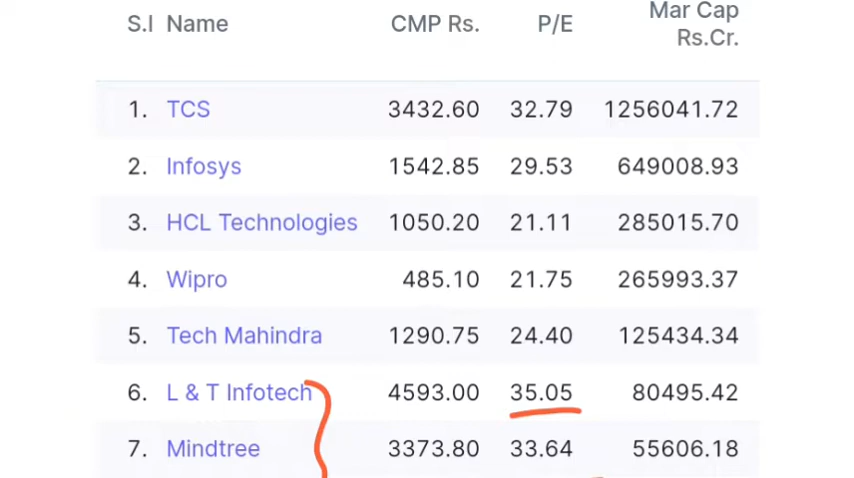 S.I Name CMP Rs. P/E Mar Cap Rs.Cr.
1. TCS 3432.60 32.79 1256041.72
2. Infosys 1542.85 29.53 649008.93
3. HCL Technologies 1050.20 21.11 285015.70
4. Wipro 485.10 21.75 265993.37
5. Tech Mahindra 1290.75 24.40 125434.34
6. L & T Infotech 4593.00 35.05 80495.42
7. Mindtree 3373.80 33.64 55606.18